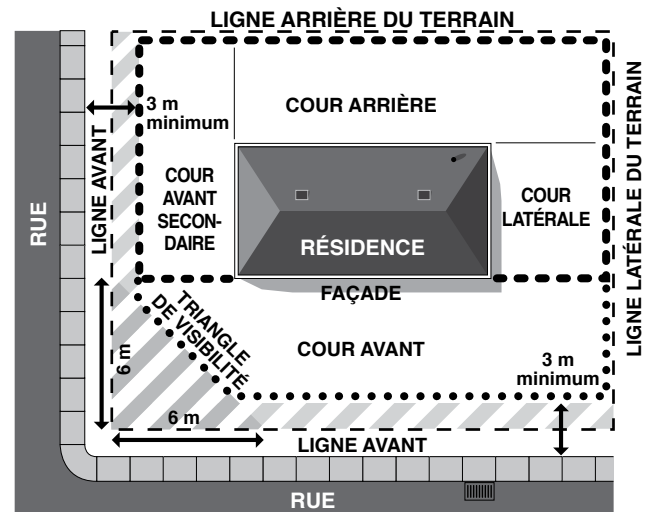 LIGNE ARRIÈRE DU TERRAIN
3 m
minimum
COUR ARRIÈRE
LIGNE AVANT
RUE
COUR
AVANT
SECON-
DAIRE
RÉSIDENCE
COUR
LATÉRALE
LIGNE LATÉRALE DU TERRAIN
FAÇADE
TRIANGLE
DE VISIBILITÉ
COUR AVANT
6 m
3 m
minimum
6 m
LIGNE AVANT
RUE